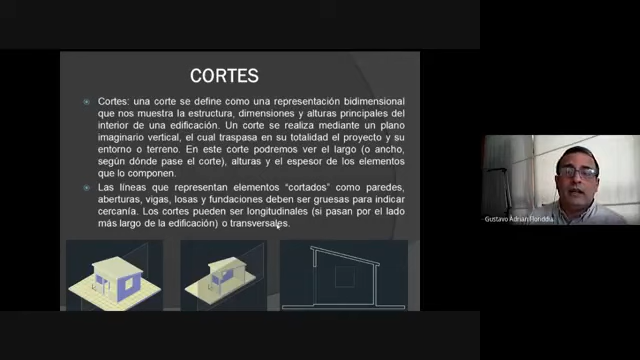 CORTES
Cortes: una corte se define como una representación bidimensional
que nos muestra la estructura, dimensiones y alturas principales del
interior de una edificación. Un corte se realiza mediante un plano
imaginario vertical, el cual traspasa en su totalidad el proyecto y su
entorno o terreno. En este corte podremos ver el largo (o ancho,
según dónde pase el corte), alturas y el espesor de los elementos
que lo componen.
Las líneas que representan elementos “cortados” como paredes,
aberturas, vigas, losas y fundaciones deben ser gruesas para indicar
cercanía. Los cortes pueden ser longitudinales (si pasan por el lado
más largo de la edificación) o transversales.
Gustavo Adrian Floriddia